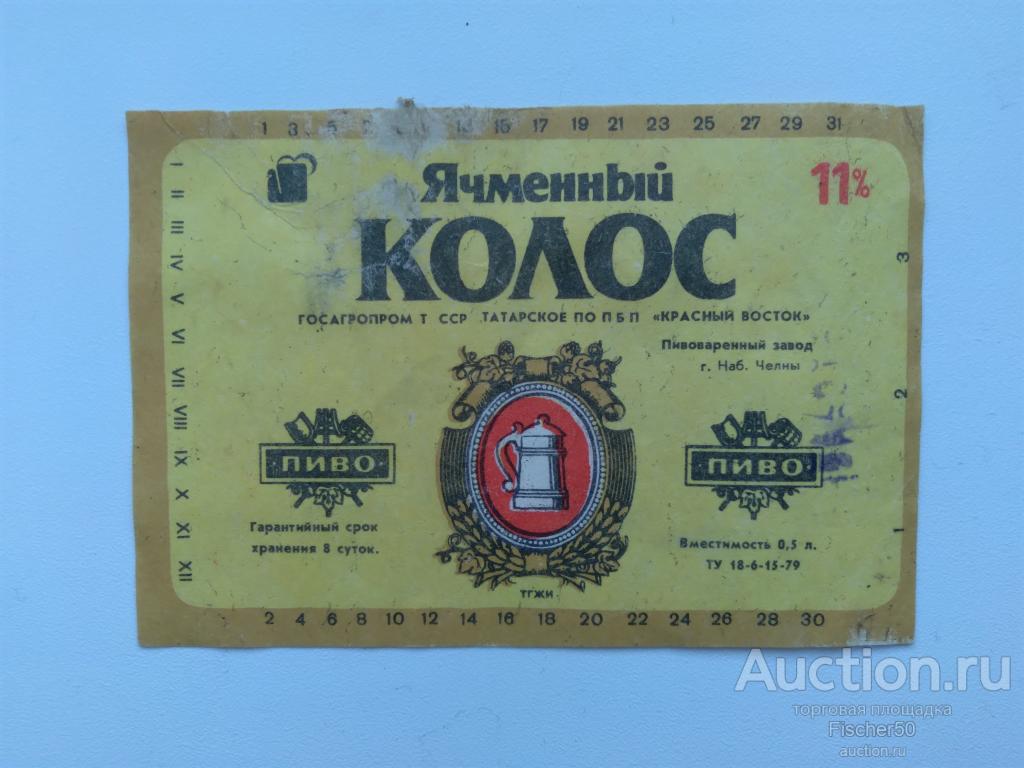 1 3 5 13 15 17 19 21 23 25 27 29 31
Ячменный
11%
КОЛОС
ГОСАГРОПРОМ Т ССР ТАТАРСКОЕ ПО ПБП «КРАСНЫЙ ВОСТОК»
Пивоваренный завод
г. Наб. Челны
I II III IV V VI VII VIII IX X XI XII
3 2 1
ПИВО
ПИВО
Гарантийный срок
хранения 8 суток.
Вместимость 0,5 л.
ТУ 18-6-15-79
ТГЖИ
2 4 6 8 10 12 14 16 18 20 22 24 26 28 30
Auction.ru
торговая площадка
Fischer50
auction.ru